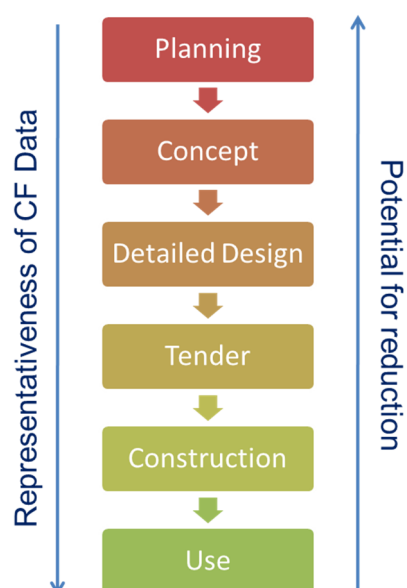 Planning
Concept
Detailed Design
Tender
Construction
Use
Representativeness of CF Data
Potential for reduction